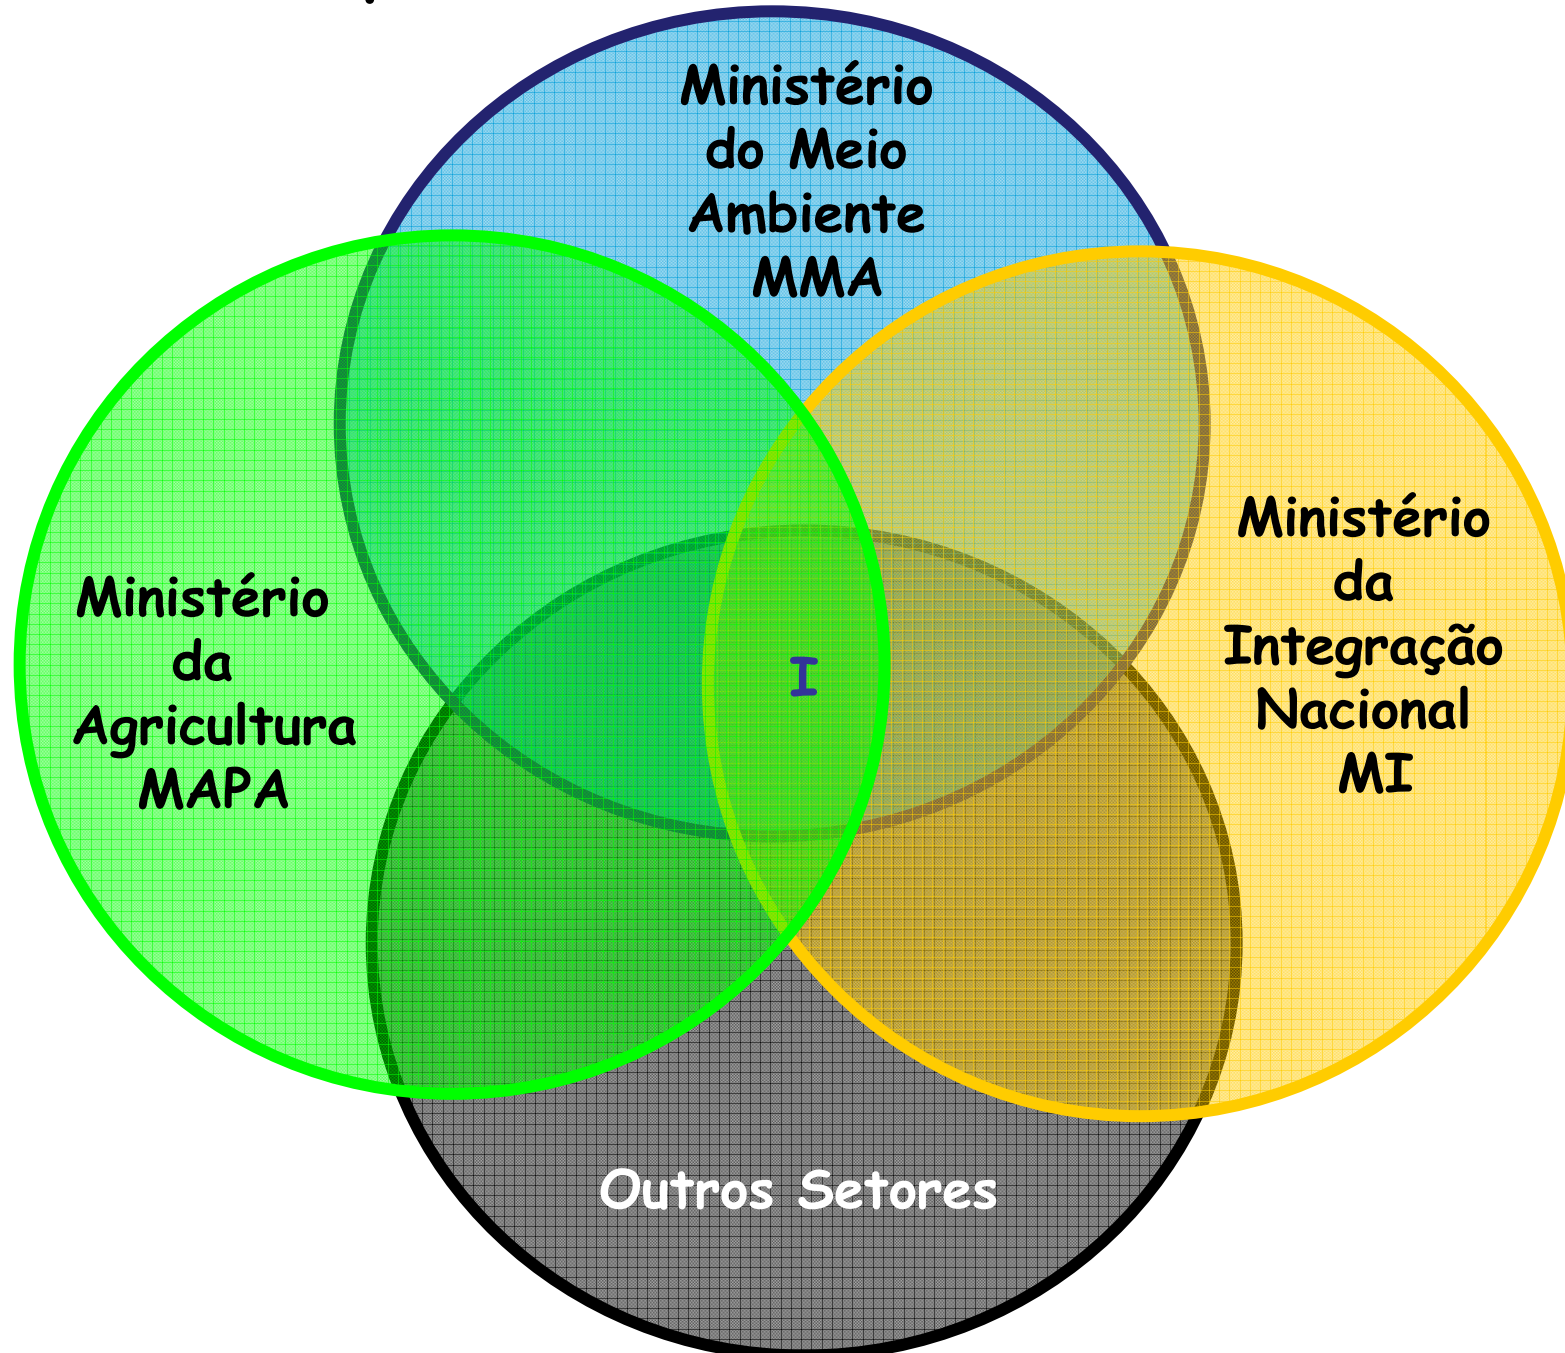 Ministério
do Meio
Ambiente
MMA
Ministério
da
Agricultura
MAPA
I
Ministério
da
Integração
Nacional
MI
Outros Setores